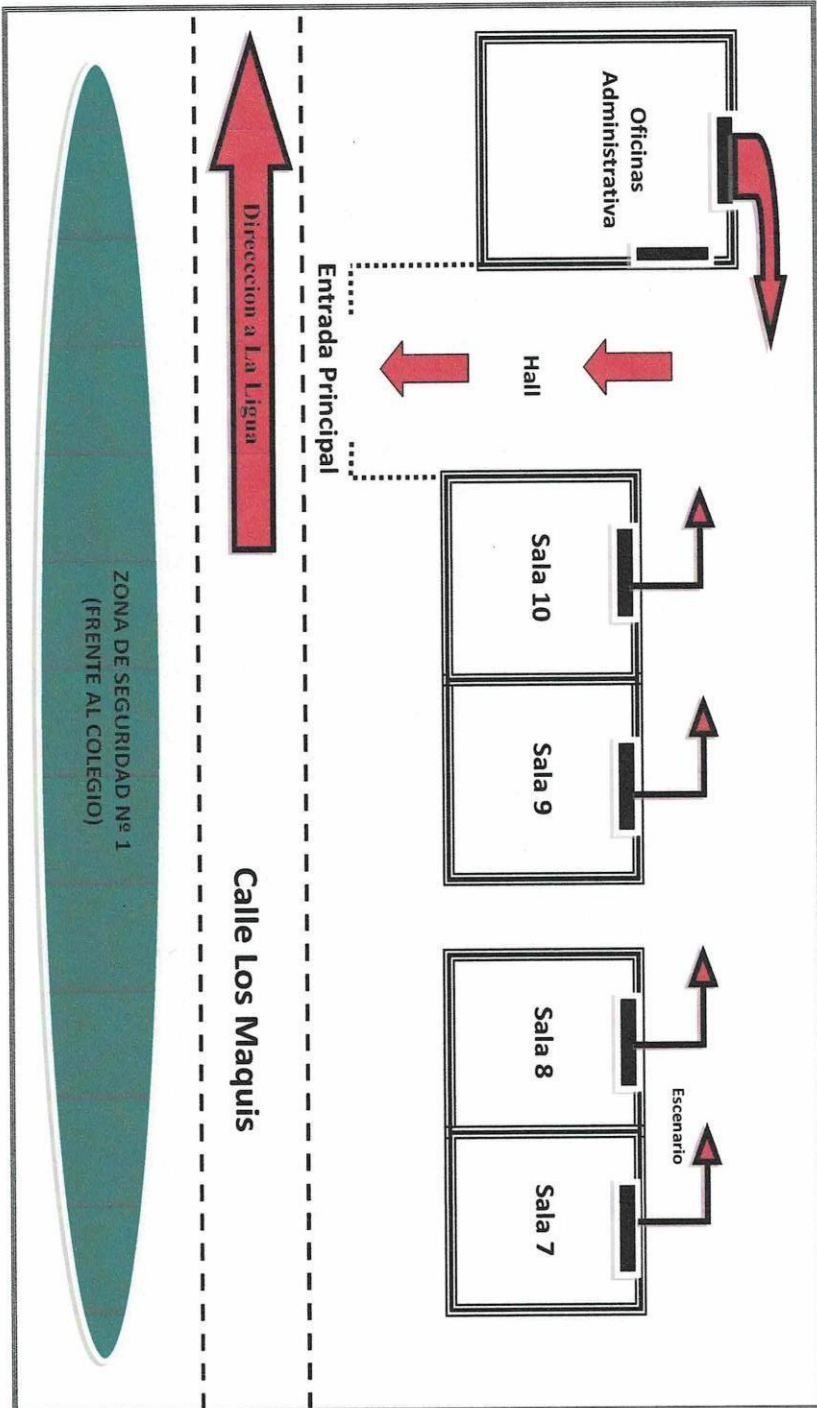 Oficinas
Administrativa
Hall
Entrada Principal
Sala 10
Sala 9
Sala 8
Sala 7
Escenario
Direcccion a La Ligua
Calle Los Maquis
ZONA DE SEGURIDAD Nº 1
(FRENTE AL COLEGIO)